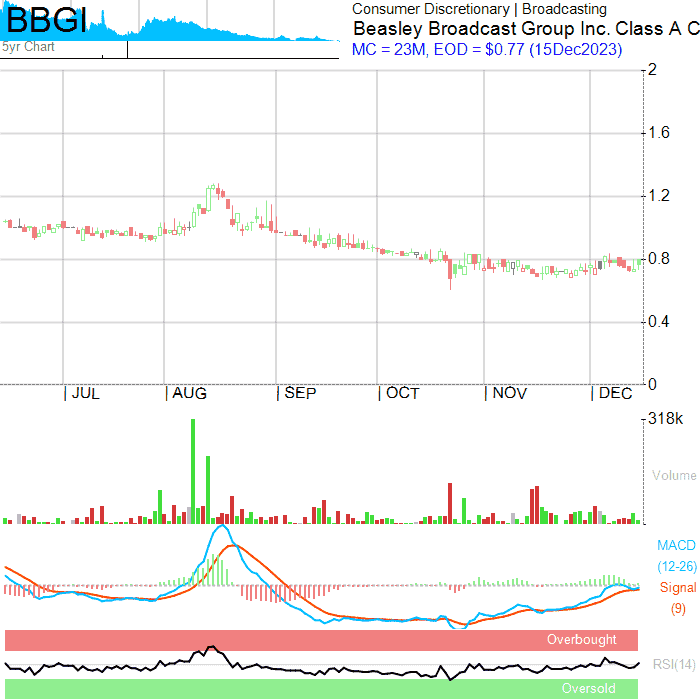 BBGI
5yr Chart
Consumer Discretionary | Broadcasting
Beasley Broadcast Group Inc. Class A C
MC = 23M, EOD = $0.77 (15Dec2023)
2
1.6
1.2
0.8
0.4
0
JUL
AUG
SEP
OCT
NOV
DEC
318k
Volume
MACD
(12-26)
Signal
(9)
Overbought
RSI(14)
Oversold